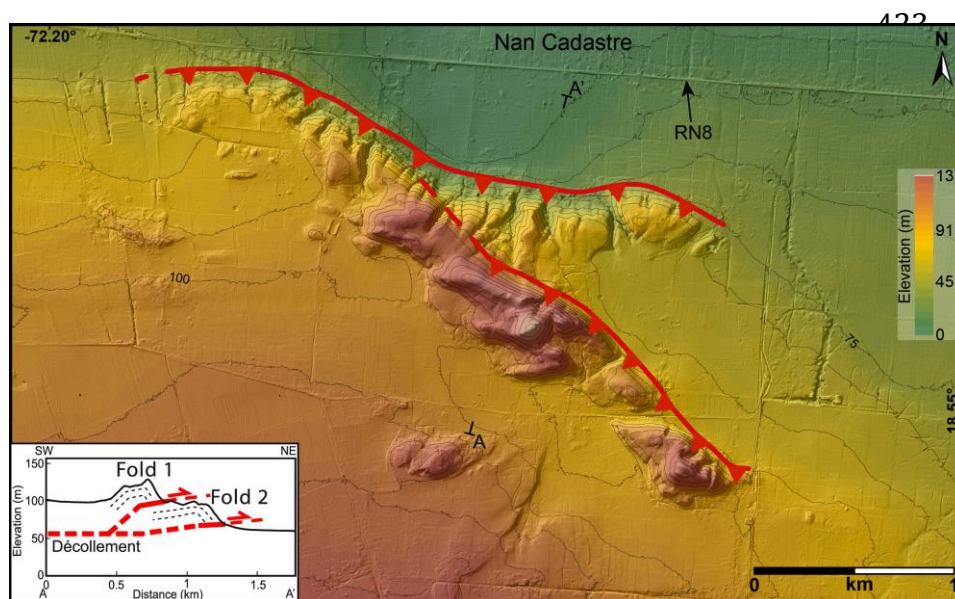 423
-72.20°
Nan Cadastre
N
A'
RN8
Elevation (m)
13
91
45
0
100
75
18.55°
A
SW
NE
Fold 1
Fold 2
Décollement
Elevation (m)
150
100
50
0
0
0.5
1
1.5
A
Distance (km)
A'
0
km
1